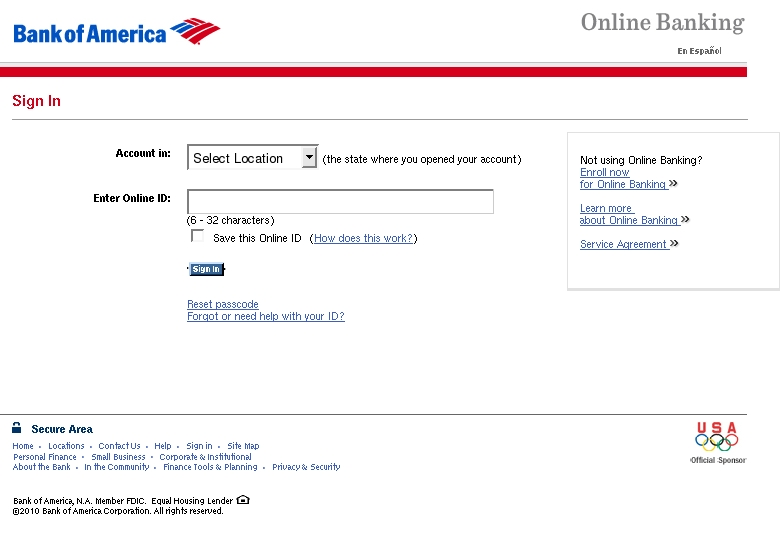 Bank of America
Online Banking
En Español
Sign In
Account in:
Select Location
(the state where you opened your account)
Enter Online ID:
(6 - 32 characters)
Save this Online ID (How does this work?)
Sign In
Reset passcode
Forgot or need help with your ID?
Not using Online Banking?
Enroll now
for Online Banking »
Learn more
about Online Banking »
Service Agreement »
Secure Area
Home • Locations • Contact Us • Help • Sign in • Site Map
Personal Finance • Small Business • Corporate & Institutional
About the Bank • In the Community • Finance Tools & Planning • Privacy & Security
USA
Official Sponsor
Bank of America, N.A. Member FDIC. Equal Housing Lender
©2010 Bank of America Corporation. All rights reserved.